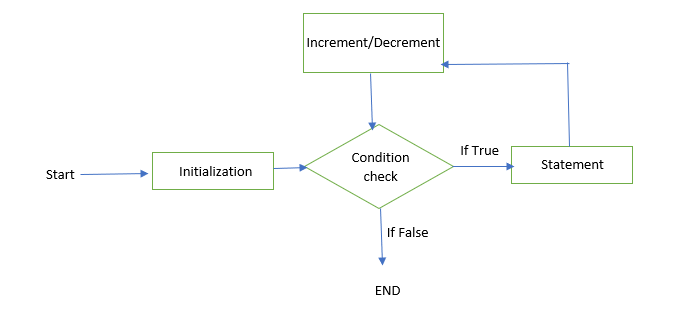 Increment/Decrement
Start
Initialization
Condition
check
If True
Statement
If False
END